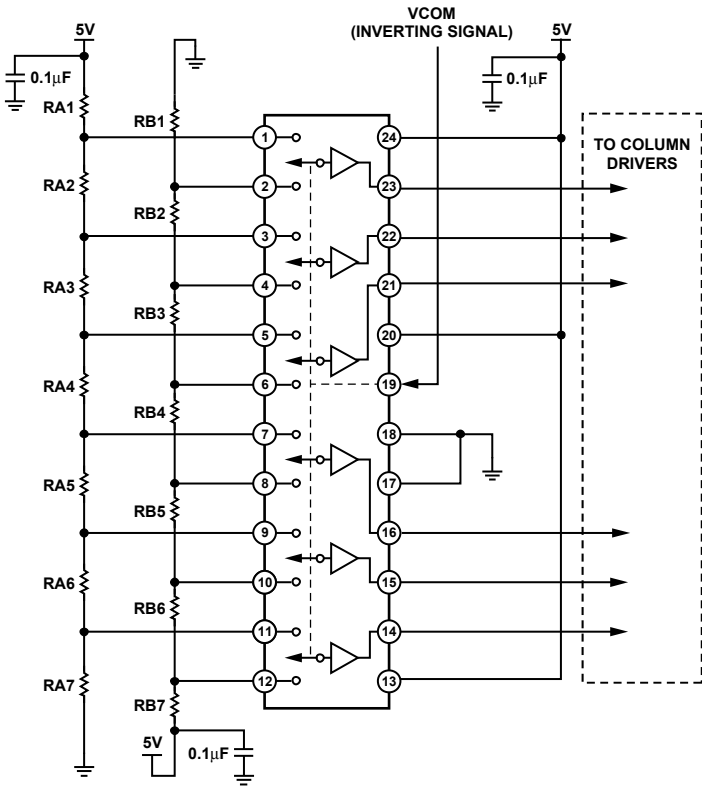 VCOM
(INVERTING SIGNAL)
5V
5V
0.1μF
0.1μF
RA1
RB1
1
24
TO COLUMN
DRIVERS
RA2
2
23
RB2
3
22
RA3
4
21
RB3
5
20
RA4
6
19
RB4
7
18
RA5
8
17
RB5
9
16
RA6
10
15
RB6
11
14
RA7
12
13
RB7
5V
0.1μF